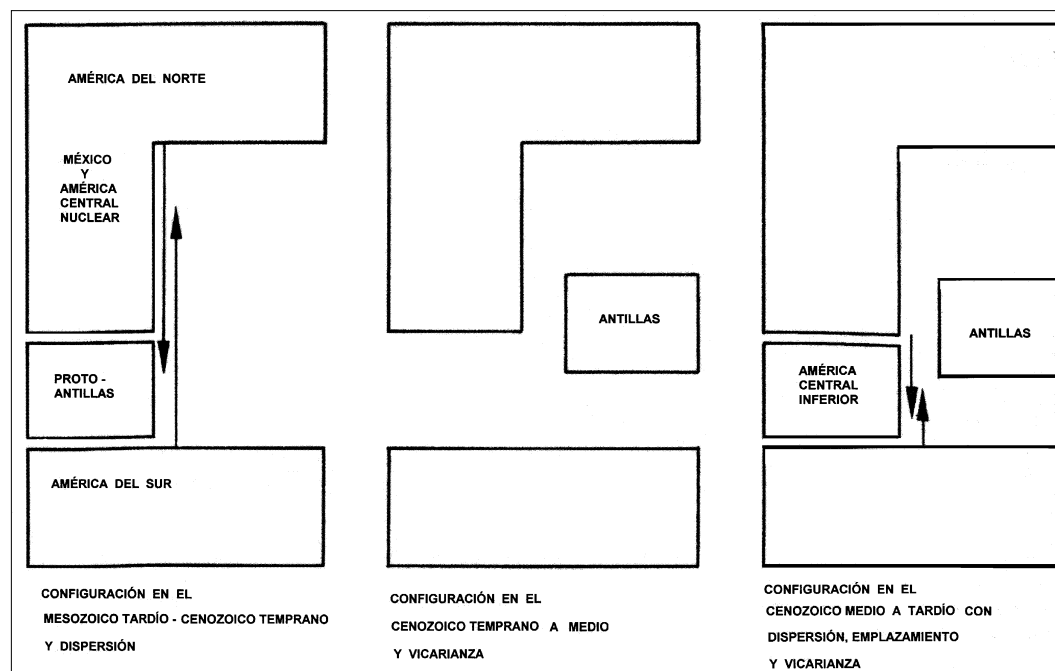 AMÉRICA DEL NORTE
MÉXICO
Y
AMÉRICA
CENTRAL
NUCLEAR
PROTO -
ANTILLAS
AMÉRICA DEL SUR
CONFIGURACIÓN EN EL
MESOZOICO TARDÍO - CENOZOICO TEMPRANO
Y DISPERSIÓN
ANTILLAS
CONFIGURACIÓN EN EL
CENOZOICO TEMPRANO A MEDIO
Y VICARIANZA
ANTILLAS
AMÉRICA
CENTRAL
INFERIOR
CONFIGURACIÓN EN EL
CENOZOICO MEDIO A TARDÍO CON
DISPERSIÓN, EMPLAZAMIENTO
Y VICARIANZA